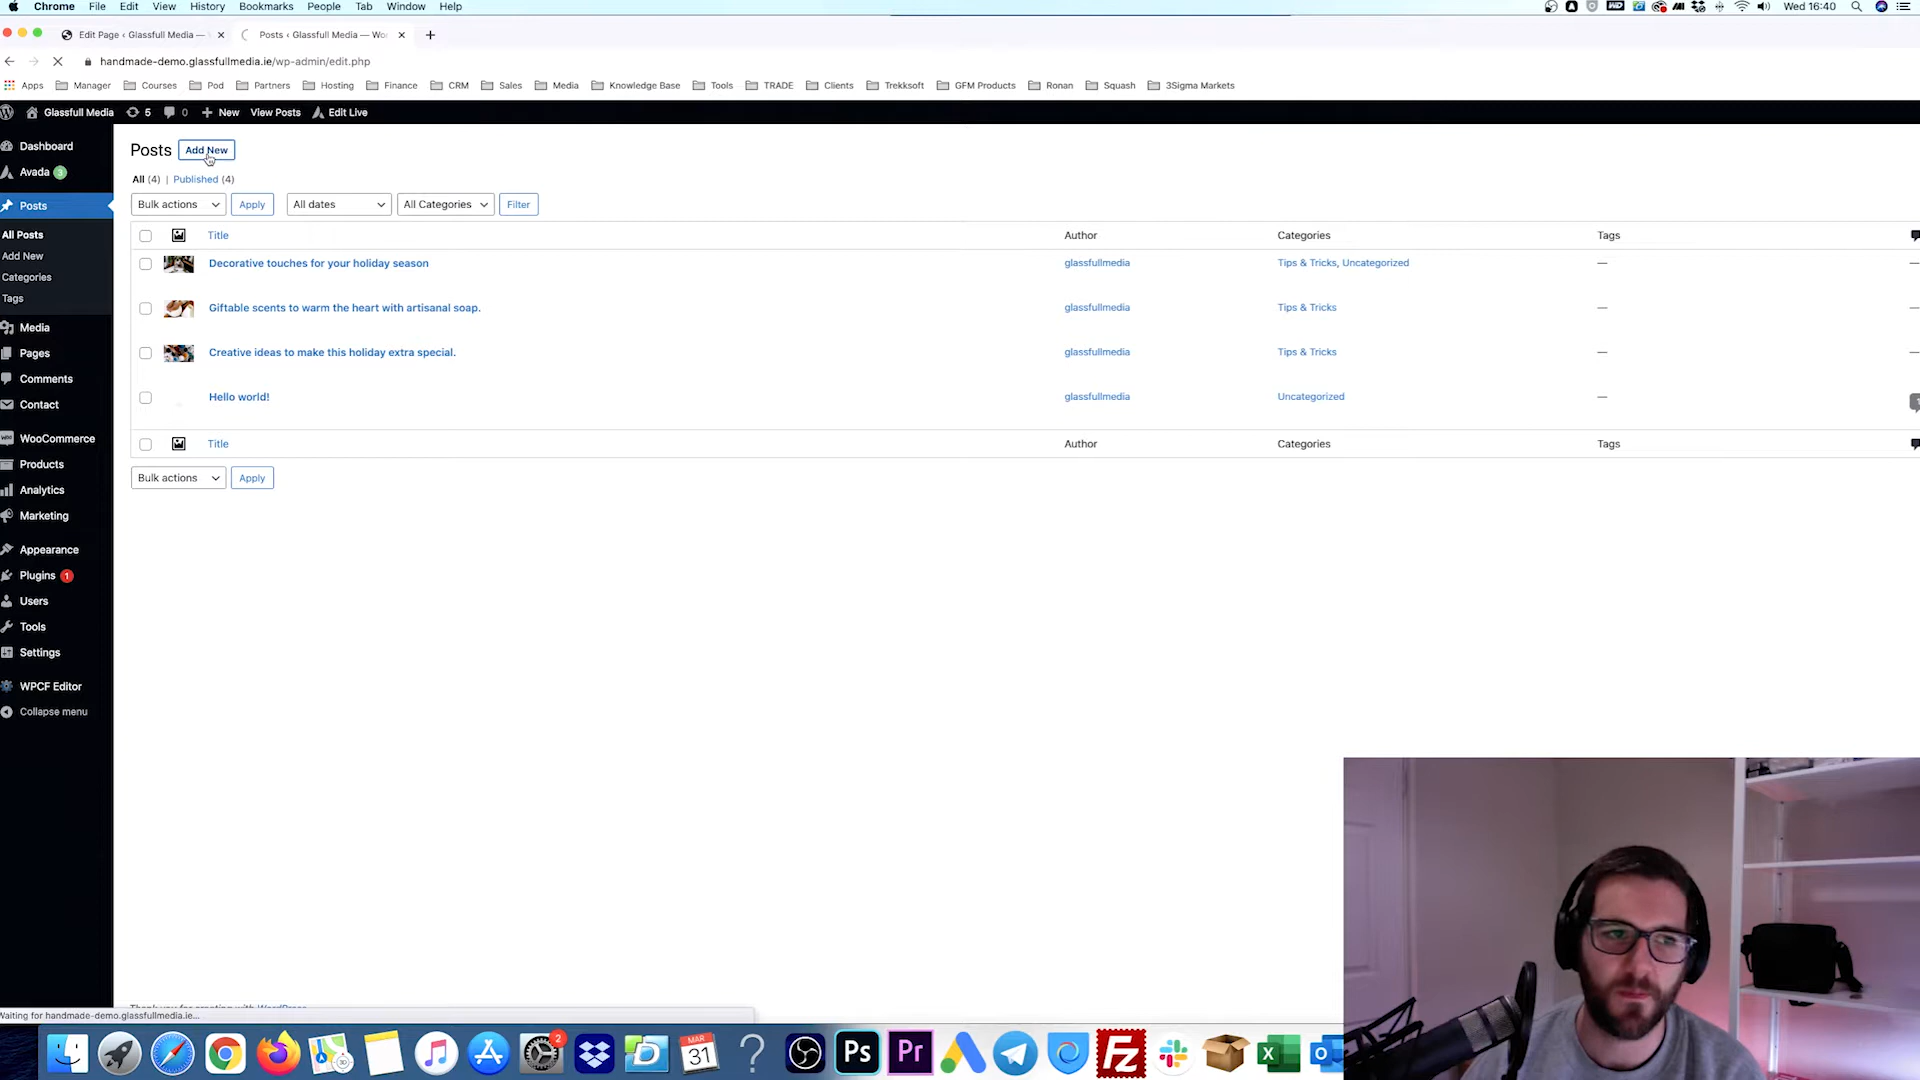 Chrome File Edit View History Bookmarks People Tab Window Help Wed 16:40
Edit Page ‹ Glassfull Media — Posts ‹ Glassfull Media — Wor
handmade-demo.glassfullmedia.ie/wp-admin/edit.php
Apps Manager Courses Pod Partners Hosting Finance CRM Sales Media Knowledge Base Tools TRADE Clients Trekksoft GFM Products Ronan Squash 3Sigma Markets
Glassfull Media 5 0 New View Posts Edit Live
Dashboard
Avada 3
Posts
All Posts
Add New
Categories
Tags
Media
Pages
Comments
Contact
WooCommerce
Products
Analytics
Marketing
Appearance
Plugins 1
Users
Tools
Settings
WPCF Editor
Collapse menu
Posts Add New
All (4) | Published (4)
Bulk actions Apply All dates All Categories Filter
Title Author Categories Tags
Decorative touches for your holiday season glassfullmedia Tips & Tricks, Uncategorized —
Giftable scents to warm the heart with artisanal soap. glassfullmedia Tips & Tricks —
Creative ideas to make this holiday extra special. glassfullmedia Tips & Tricks —
Hello world! glassfullmedia Uncategorized —
Title Author Categories Tags
Bulk actions Apply
Waiting for handmade-demo.glassfullmedia.ie...
2 MAR 31 Ps Pr Fz X O